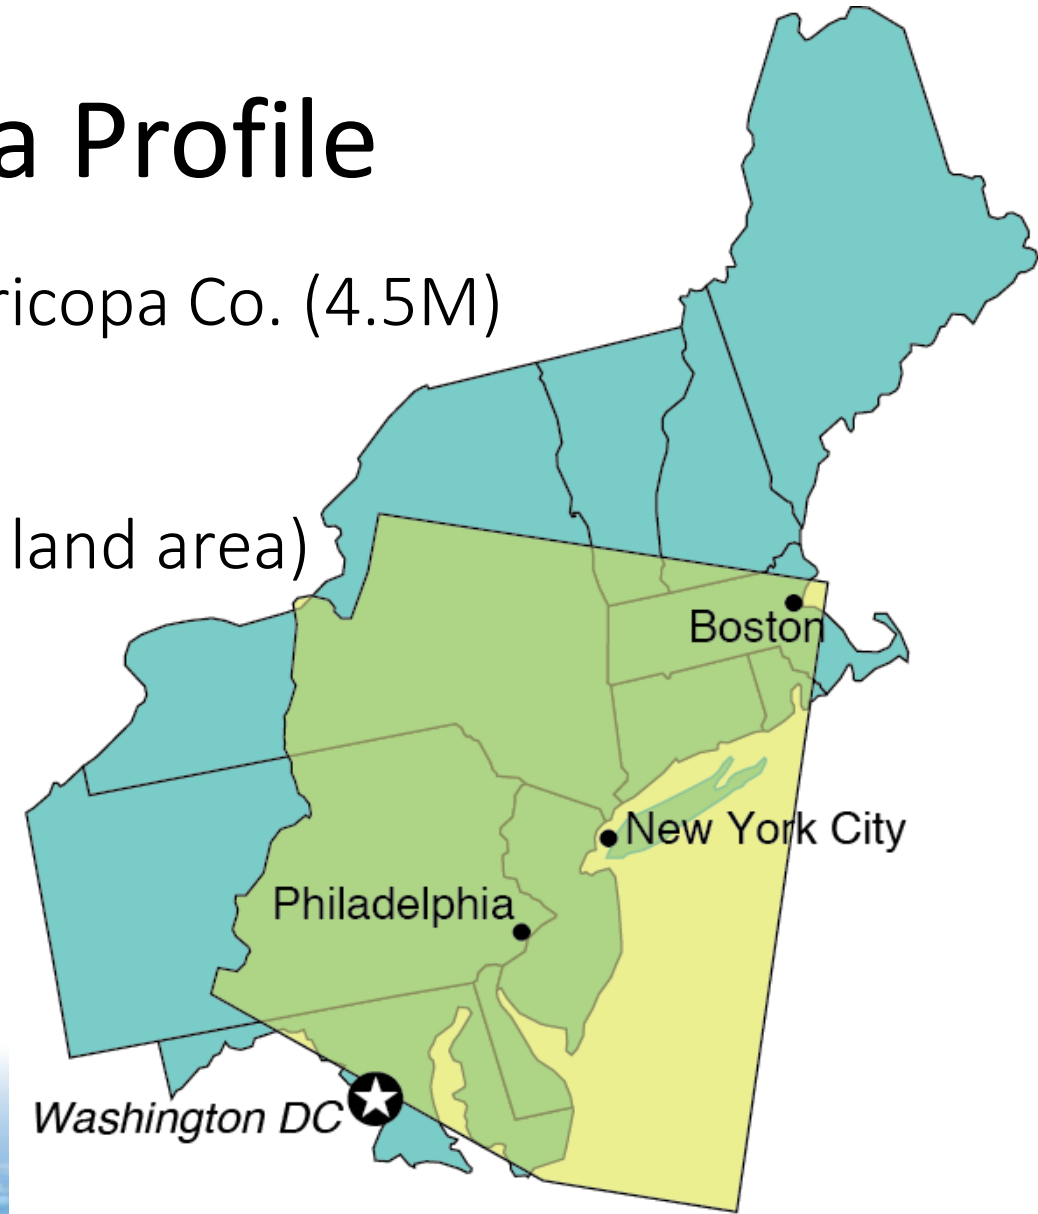 a Profile
ricopa Co. (4.5M)
land area)
Boston
New York City
Philadelphia
Washington DC